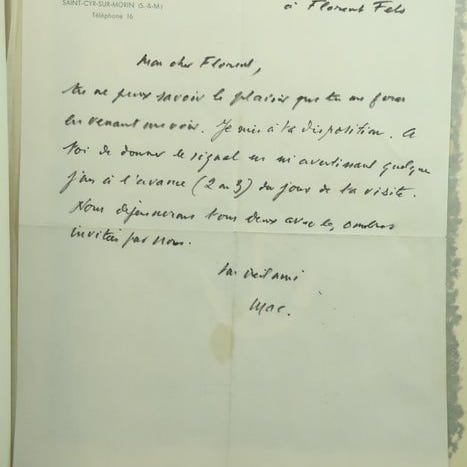 SAINT-CYR-SUR-MORIN (S.-&-M.)
Téléphone 16
à Florent Fels
Mon cher Florent,
tu ne peux savoir le plaisir que tu me feras
en venant me voir. Je suis à ta disposition. A
toi de donner le signal en m'avertissant quelque
jours à l'avance (2 ou 3) du jour de ta visite.
Nous déjeunerons tous deux avec les ombres
invitées par nous.
ton vieil ami
Mac.